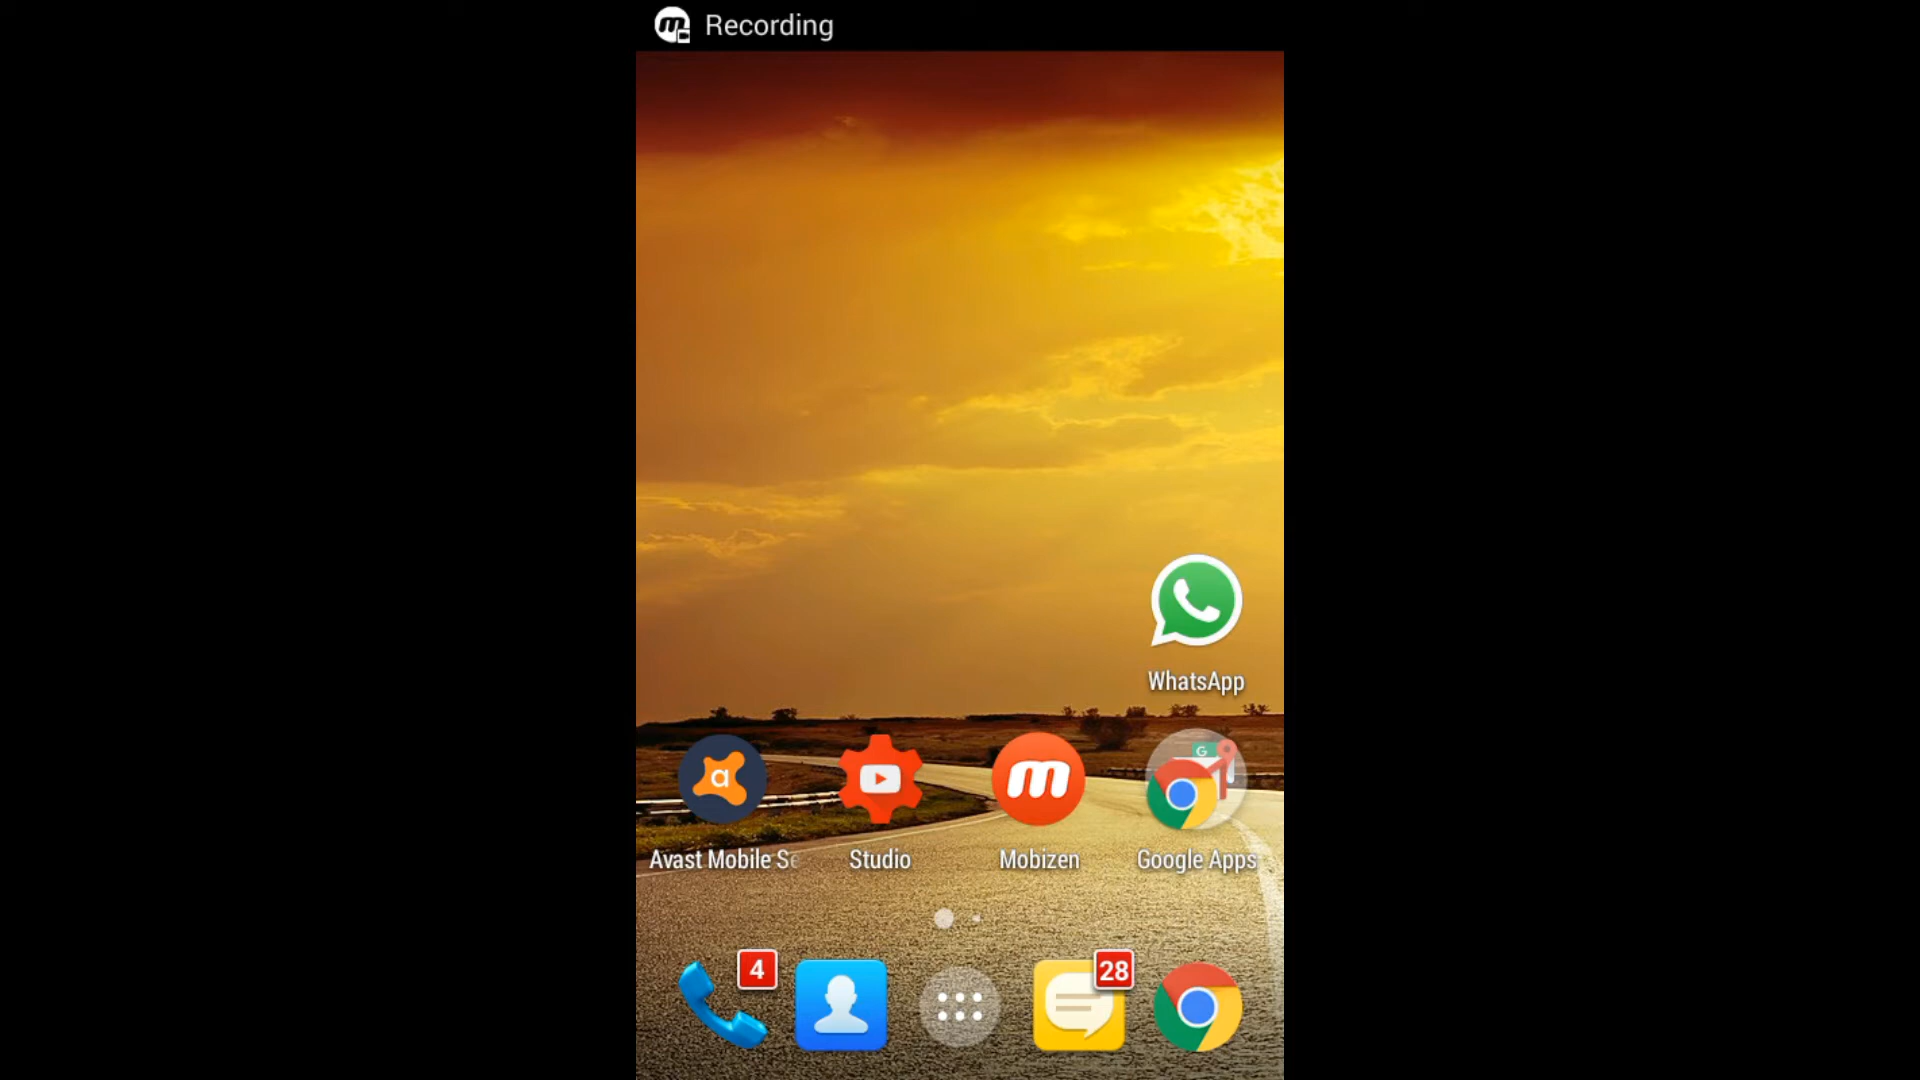 Recording
WhatsApp
Avast Mobile Se
Studio
Mobizen
Google Apps
4
28